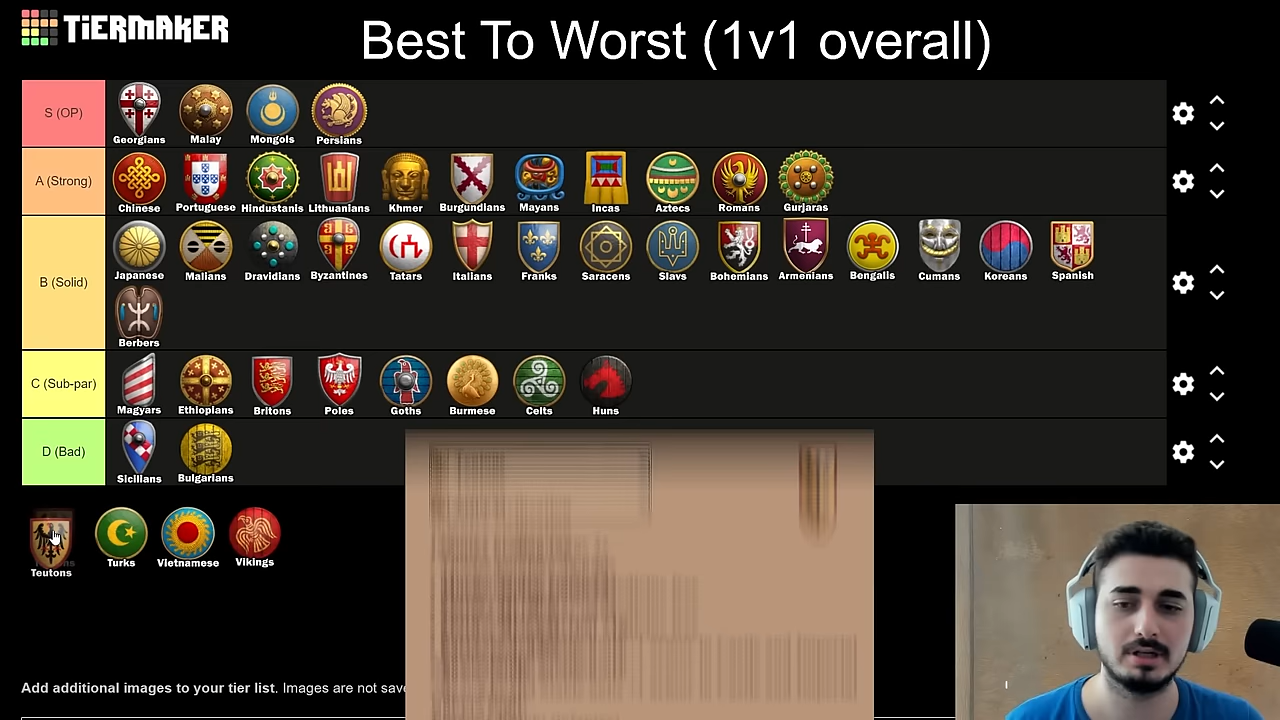 TIERMAKER
Best To Worst (1v1 overall)
S (OP)
Georgians Malay Mongols Persians
A (Strong)
Chinese Portuguese Hindustanis Lithuanians Khmer Burgundians Mayans Incas Aztecs Romans Gurjaras
B (Solid)
Japanese Malians Dravidians Byzantines Tatars Italians Franks Saracens Slavs Bohemians Armenians Bengalis Cumans Koreans Spanish
Berbers
C (Sub-par)
Magyars Ethiopians Britons Poles Goths Burmese Celts Huns
D (Bad)
Sicilians Bulgarians
Teutons Turks Vietnamese Vikings
Add additional images to your tier list. Images are not save